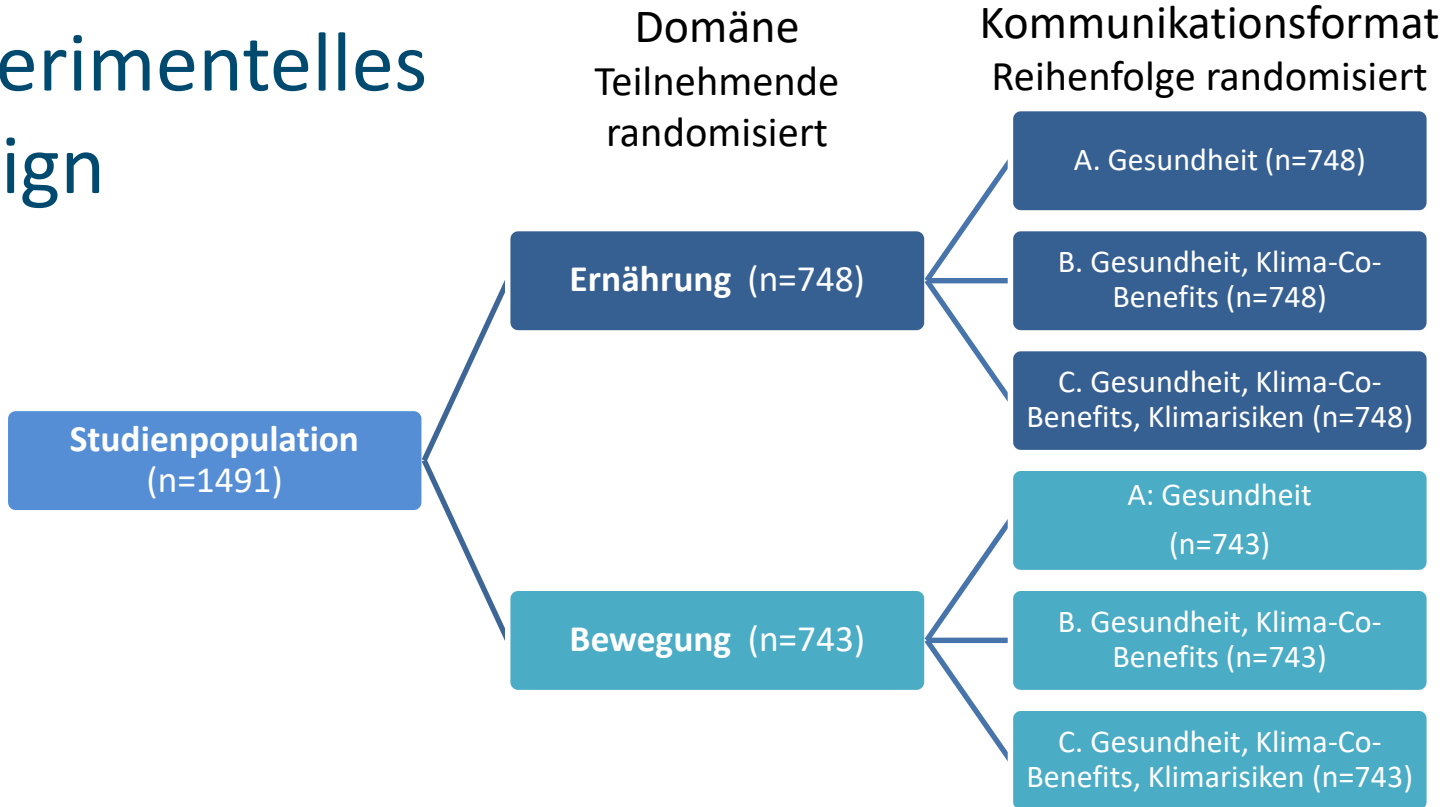 erimentelles
ign
Domäne
Teilnehmende
randomisiert
Kommunikationsformat
Reihenfolge randomisiert
Studienpopulation
(n=1491)
Ernährung (n=748)
A. Gesundheit (n=748)
B. Gesundheit, Klima-Co-
Benefits (n=748)
C. Gesundheit, Klima-Co-
Benefits, Klimarisiken (n=748)
Bewegung (n=743)
A: Gesundheit
(n=743)
B. Gesundheit, Klima-Co-
Benefits (n=743)
C. Gesundheit, Klima-Co-
Benefits, Klimarisiken (n=743)